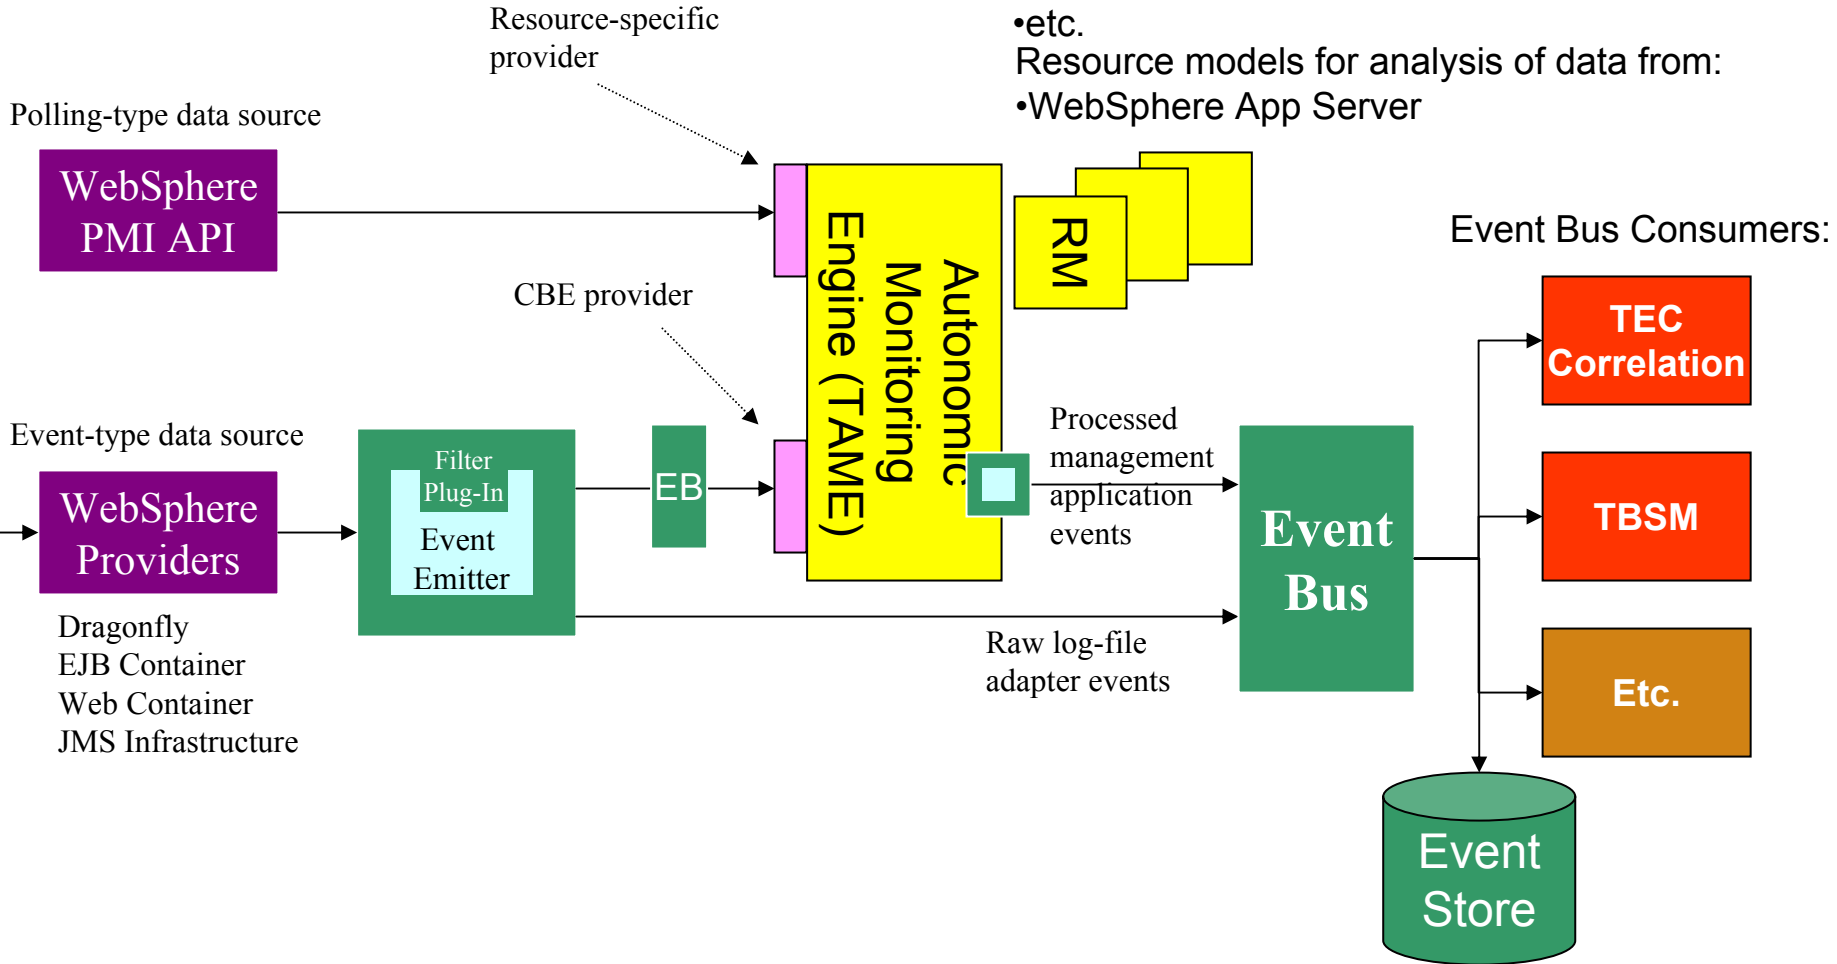 Resource-specific
provider
•etc.
Resource models for analysis of data from:
•WebSphere App Server
Polling-type data source
WebSphere
PMI API
Autonomic
Monitoring
Engine (TAME)
RM
Event Bus Consumers:
CBE provider
TEC
Correlation
Event-type data source
WebSphere
Providers
Filter
Plug-In
Event
Emitter
EB
Processed
management
application
events
Event
Bus
TBSM
Dragonfly
EJB Container
Web Container
JMS Infrastructure
Raw log-file
adapter events
Etc.
Event
Store